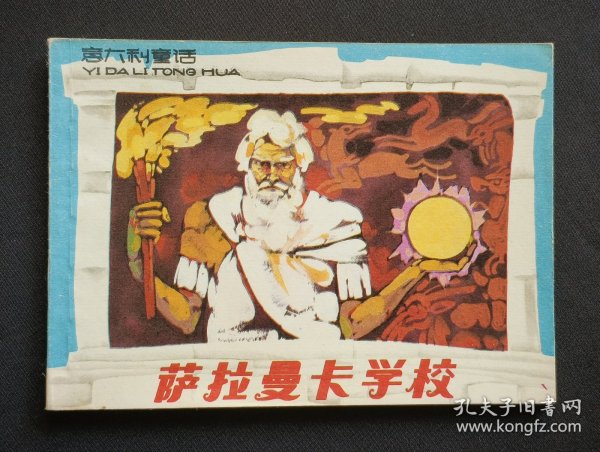 意大利童话
YI DA LI TONG HUA
萨拉曼卡学校
孔夫子旧书网
www.kongfz.com